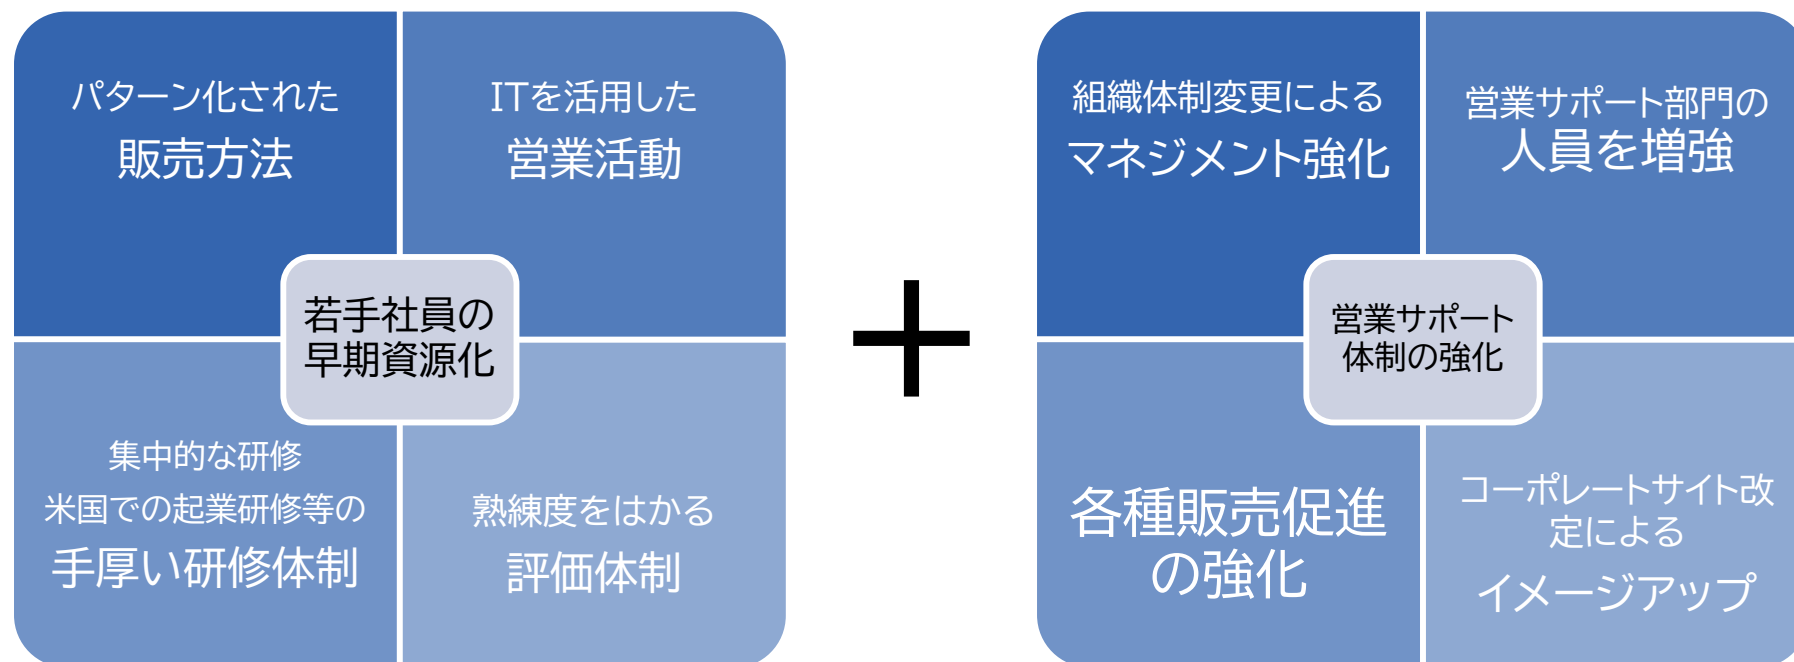 パターン化された
販売方法
ITを活用した
営業活動
若手社員の
早期資源化
集中的な研修
米国での起業研修等の
手厚い研修体制
熟練度をはかる
評価体制
+
組織体制変更による
マネジメント強化
営業サポート部門の
人員を増強
営業サポート
体制の強化
各種販売促進
の強化
コーポレートサイト改
定による
イメージアップ